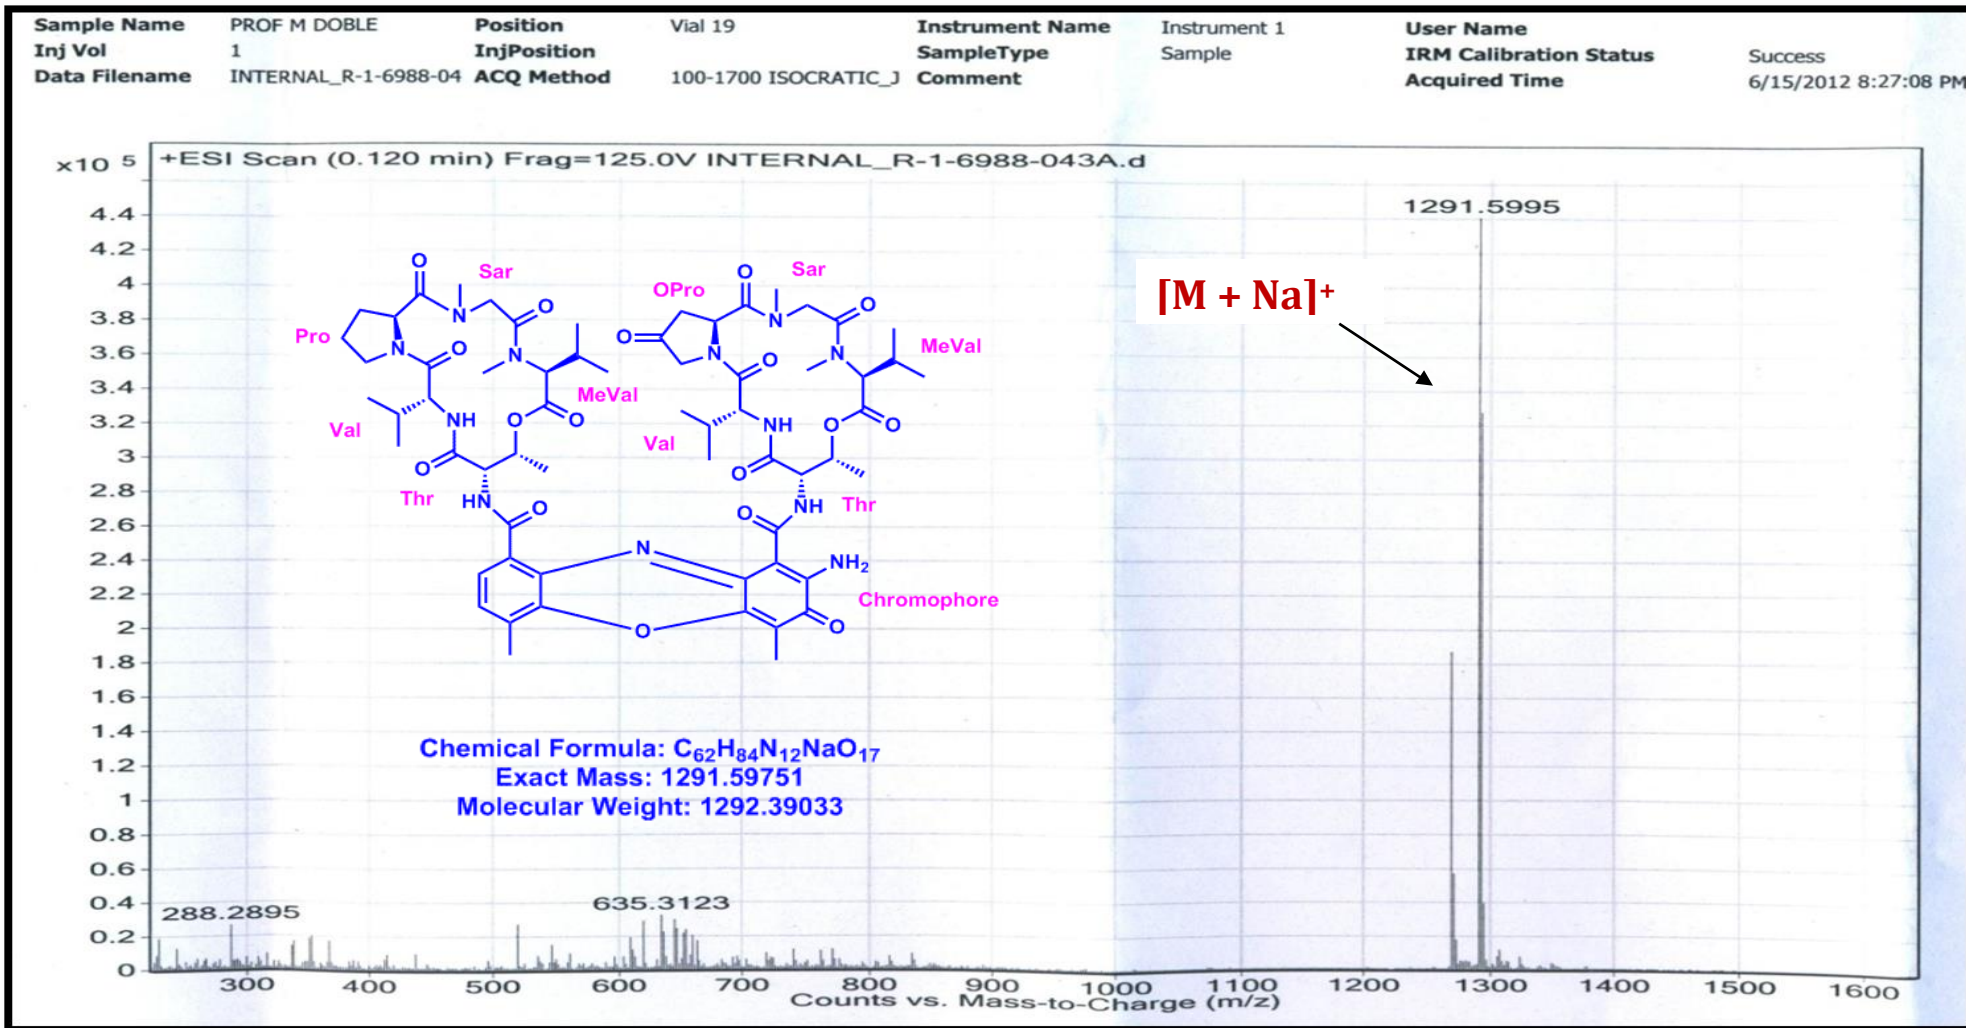 Sample Name PROF M DOBLE Position Vial 19 Instrument Name Instrument 1 User Name
Inj Vol 1 InjPosition SampleType Sample IRM Calibration Status Success
Data Filename INTERNAL_R-1-6988-04 ACQ Method 100-1700 ISOCRATIC_J Comment Acquired Time 6/15/2012 8:27:08 PM
x10 5 +ESI Scan (0.120 min) Frag=125.0V INTERNAL_R-1-6988-043A.d
1291.5995
[M + Na]+
4.4
4.2
4
3.8
3.6
3.4
3.2
3
2.8
2.6
2.4
2.2
2
1.8
1.6
1.4
1.2
1
0.8
0.6
0.4
0.2
0
O Sar O Sar
OPro
N O N O
Pro O
N O N N O N
MeVal
MeVal
NH O O NH O O
Val Val
O O
Thr HN NH Thr
O O
N NH2
Chromophore
O O
Chemical Formula: C62H84N12NaO17
Exact Mass: 1291.59751
Molecular Weight: 1292.39033
288.2895
635.3123
300 400 500 600 700 800 900 1000 1100 1200 1300 1400 1500 1600
Counts vs. Mass-to-Charge (m/z)